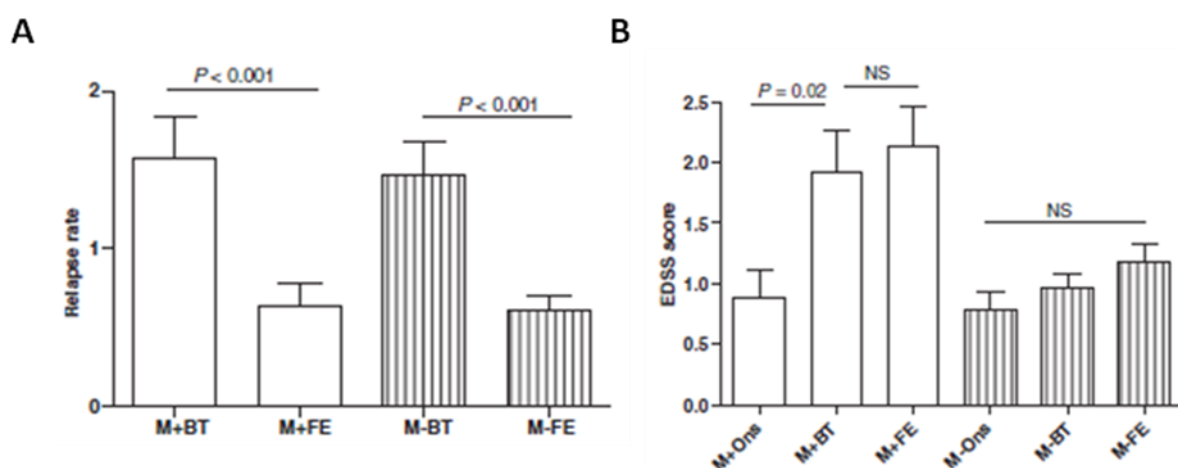 A
P < 0.001
P < 0.001
2
1
0
Relapse rate
M+BT M+FE M-BT M-FE
B
P = 0.02
NS
NS
2.5
2.0
1.5
1.0
0.5
0.0
EDSS score
M+Ons M+BT M+FE M-Ons M-BT M-FE